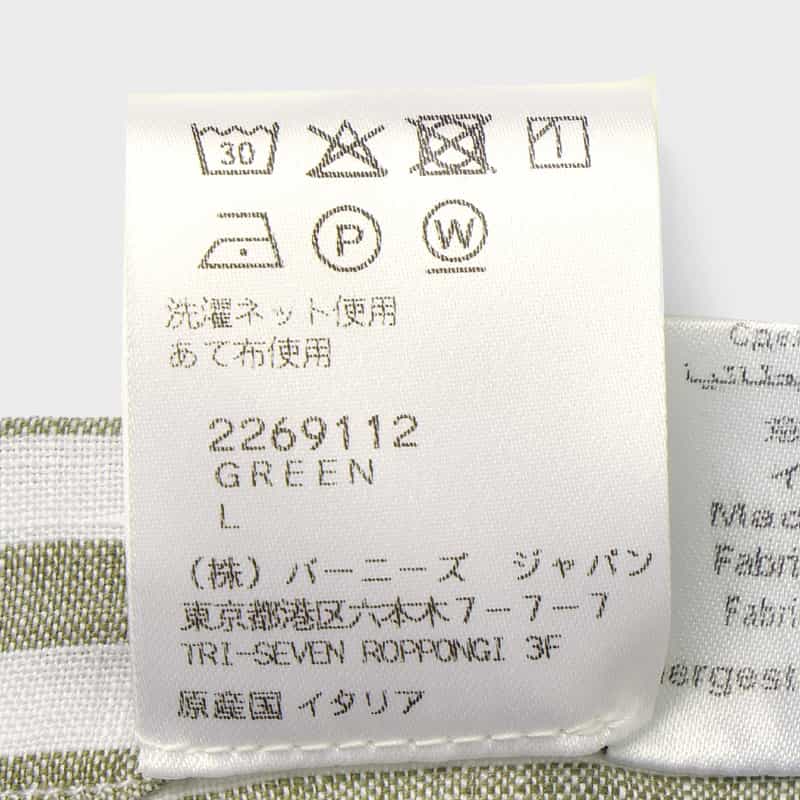 30
P
W
洗濯ネット使用
あて布使用
2269112
GREEN
L
(株) バーニーズ ジャパン
東京都港区六本木7-7-7
TRI-SEVEN ROPPONGI 3F
原産国 イタリア